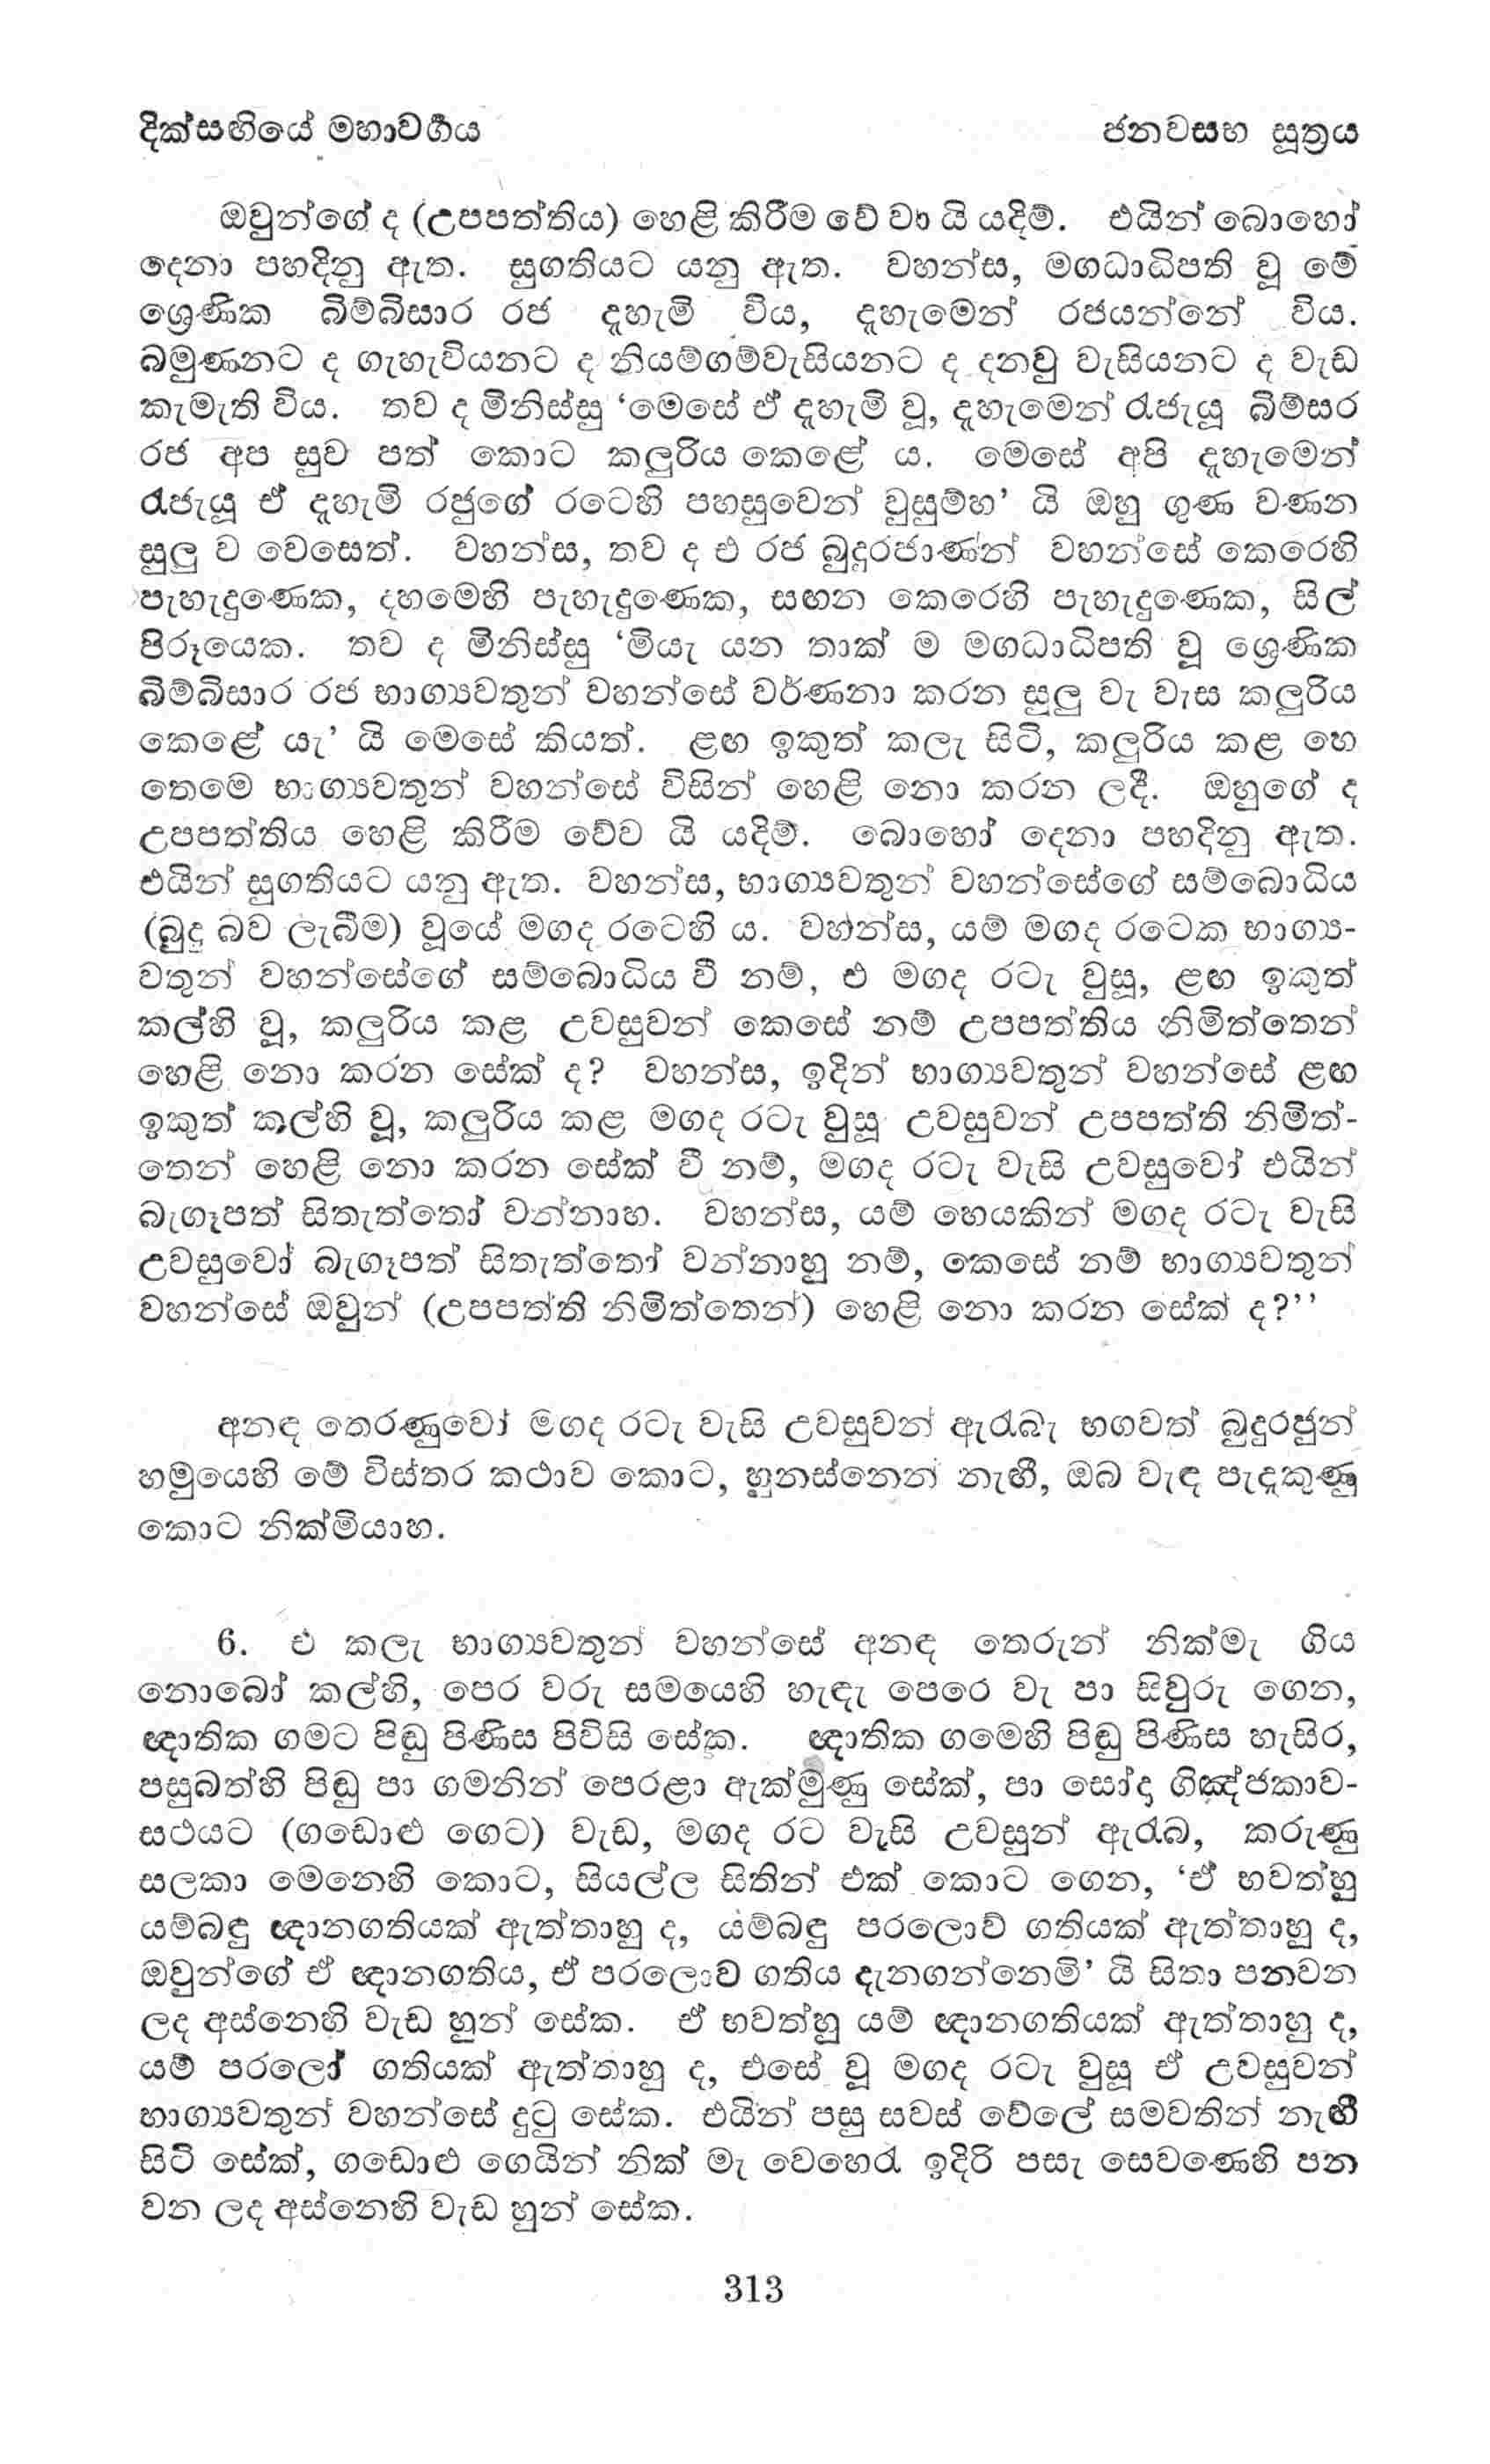 දික්සඟියේ මහාවර්‍ගය
ජනවසභ සූත්‍රය
ඔවුන්ගේ ද (උපපත්තිය) හෙළි කිරීම වේ වා යි යදිම්. එයින් බොහෝ
දෙනා පහදිනු ඇත. සුගතියට යනු ඇත. වහන්ස, මගධාධිපති වූ මේ
ශ්‍රෙණික බිම්බිසාර රජ දූහැමි විය, දූහැමෙන් රජයන්නේ විය.
බමුණනට ද ගැහැවියනට ද නියම්ගම්වැසියනට ද දනවු වැසියනට ද වැඩ
කැමැති විය. තව ද මිනිස්සු ‘මෙසේ ඒ දූහැමි වූ, දූහැමෙන් රැජැයූ බිම්සර
රජ අප සුව පත් කොට කලුරිය කෙළේ ය. මෙසේ අපි දූහැමෙන්
රැජැයූ ඒ දූහැමි රජුගේ රටෙහි පහසුවෙන් වුසුම්හ’ යි ඔහු ගුණ වණන
සුලු ව වෙසෙත්. වහන්ස, තව ද එ රජ බුදුරජාණන් වහන්සේ කෙරෙහි
පැහැදුණෙක, දහමෙහි පැහැදුණෙක, සඟන කෙරෙහි පැහැදුණෙක, සිල්
පිරූයෙක. තව ද මිනිස්සු ‘මියැ යන තාක් ම මගධාධිපති වූ ශ්‍රෙණික
බිම්බිසාර රජ භාග්‍යවතුන් වහන්සේ වර්ණනා කරන සුලු වැ වැස කලුරිය
කෙළේ යැ’ යි මෙසේ කියත්. ළඟ ඉකුත් කලැ සිටි, කලුරිය කළ හෙ
තෙමෙ භාග්‍යවතුන් වහන්සේ විසින් හෙළි නො කරන ලදී. ඔහුගේ ද
උපපත්තිය හෙළි කිරීම වේව යි යදිම්. බොහෝ දෙනා පහදිනු ඇත.
එයින් සුගතියට යනු ඇත. වහන්ස, භාග්‍යවතුන් වහන්සේගේ සම්බොධිය
(බුදු බව ලැබීම) වූයේ මගද රටෙහි ය. වහන්ස, යම් මගද රටෙක භාග්‍ය-
වතුන් වහන්සේගේ සම්බොධිය වී නම්, එ මගද රටැ වුසූ, ළඟ ඉකුත්
කල්හි වූ, කලුරිය කළ උවසුවන් කෙසේ නම් උපපත්තිය නිමිත්තෙන්
හෙළි නො කරන සේක් ද? වහන්ස, ඉදින් භාග්‍යවතුන් වහන්සේ ළඟ
ඉකුත් කල්හි වූ, කලුරිය කළ මගද රටැ වුසූ උවසුවන් උපපත්ති නිමිත්-
තෙන් හෙළි නො කරන සේක් වී නම්, මගද රටැ වැසි උවසුවෝ එයින්
බැගෑපත් සිතැත්තෝ වන්නාහ. වහන්ස, යම් හෙයකින් මගද රටැ වැසි
උවසුවෝ බැගෑපත් සිතැත්තෝ වන්නාහු නම්, කෙසේ නම් භාග්‍යවතුන්
වහන්සේ ඔවුන් (උපපත්ති නිමිත්තෙන්) හෙළි නො කරන සේක් ද?’’
අනඳ තෙරණුවෝ මගද රටැ වැසි උවසුවන් ඇරැබැ භගවත් බුදුරජුන්
හමුයෙහි මේ විස්තර කථාව කොට, හුනස්නෙන් නැඟී, ඔබ වැඳ පැදකුණු
කොට නික්මියාහ.
6. එ කලැ භාග්‍යවතුන් වහන්සේ අනඳ තෙරුන් නික්මැ ගිය
නොබෝ කල්හි, පෙර වරු සමයෙහි හැඳැ පෙරෙ වැ පා සිවුරු ගෙන,
ඤාතික ගමට පිඬු පිණිස පිවිසි සේක. ඤාතික ගමෙහි පිඬු පිණිස හැසිර,
පසුබත්හි පිඬු පා ගමනින් පෙරළා ඇක්මුණු සේක්, පා සෝදා ගිඤ්ජකාව-
සථයට (ගඩොළු ගෙට) වැඩ, මගද රට වැසි උවසුන් ඇරැබ, කරුණු
සලකා මෙනෙහි කොට, සියල්ල සිතින් එක් කොට ගෙන, ‘ඒ භවත්හු
යම්බඳු ඤානගතියක් ඇත්තාහු ද, යම්බඳු පරලොව් ගතියක් ඇත්තාහු ද,
ඔවුන්ගේ ඒ ඤානගතිය, ඒ පරලොව ගතිය දැනගන්නෙමි’ යි සිතා පනවන
ලද අස්නෙහි වැඩ හුන් සේක. ඒ භවත්හු යම් ඤානගතියක් ඇත්තාහු ද,
යම් පරලෝ ගතියක් ඇත්තාහු ද, එසේ වූ මගද රටැ වුසූ ඒ උවසුවන්
භාග්‍යවතුන් වහන්සේ දුටු සේක. එයින් පසු සවස් වේලේ සමවතින් නැඟී
සිටි සේක්, ගඩොළු ගෙයින් නික් මැ වෙහෙර ඉදිරි පසැ සෙවණෙහි පන
වන ලද අස්නෙහි වැඩ හුන් සේක.
313